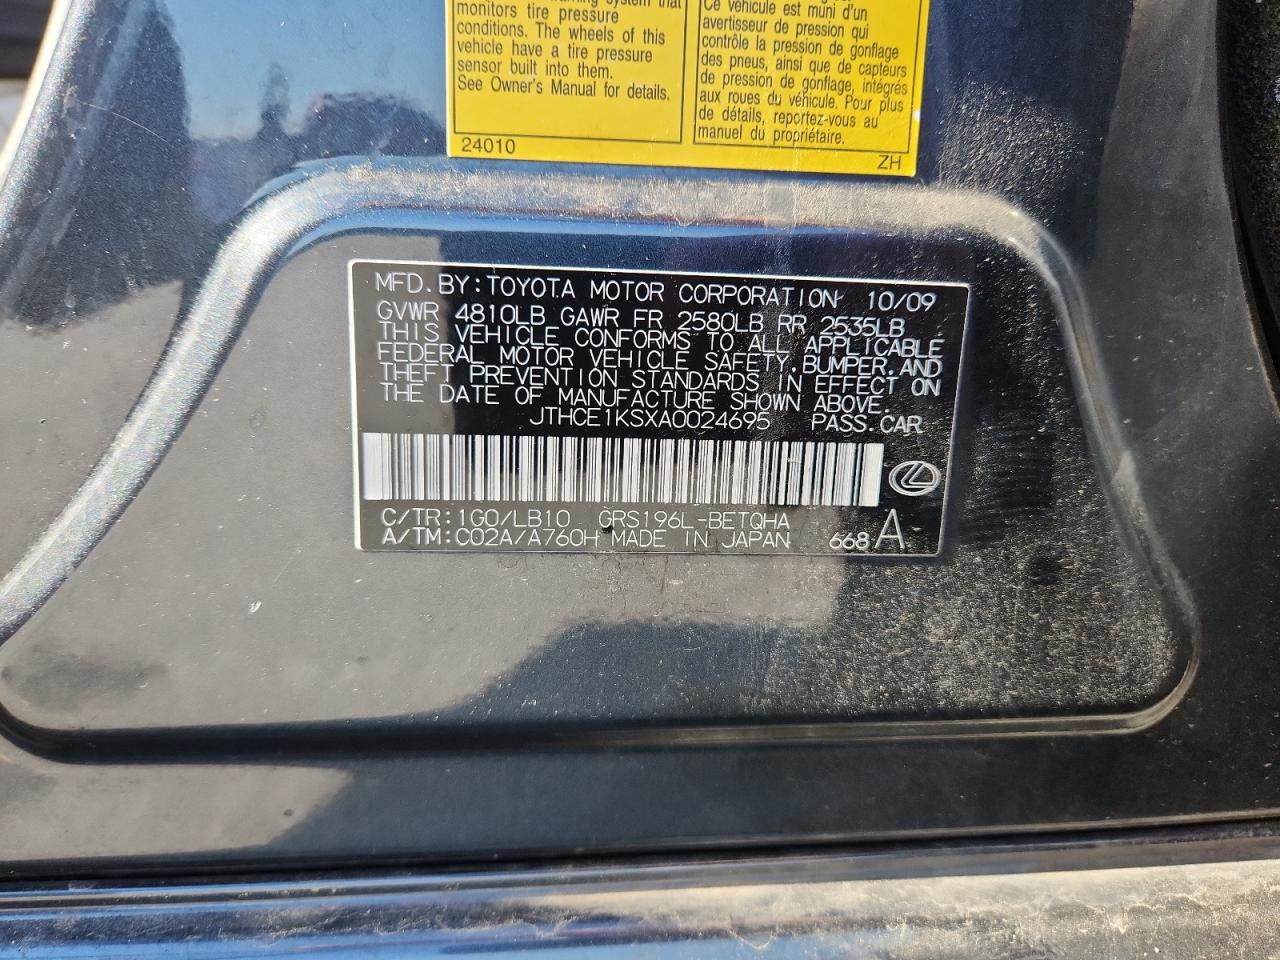 monitors tire pressure
conditions. The wheels of this
vehicle have a tire pressure
sensor built into them.
See Owner's Manual for details.
24010
Ce véhicule est muni d'un
avertisseur de pression qui
contrôle la pression de gonflage
des pneus, ainsi que de capteurs
de pression de gonflage, intégrés
aux roues du véhicule. Pour plus
de détails, reportez-vous au
manuel du propriétaire.
ZH
MFD. BY: TOYOTA MOTOR CORPORATION 10/09
GVWR 4810LB GAWR FR 2580LB RR 2535LB
THIS VEHICLE CONFORMS TO ALL APPLICABLE
FEDERAL MOTOR VEHICLE SAFETY, BUMPER, AND
THEFT PREVENTION STANDARDS IN EFFECT ON
THE DATE OF MANUFACTURE SHOWN ABOVE.
JTHCE1KSXA0024695 PASS. CAR
C/TR: 1G0/LB10 GRS196L-BETQHA
A/TM: C02A/A760H MADE IN JAPAN 668 A